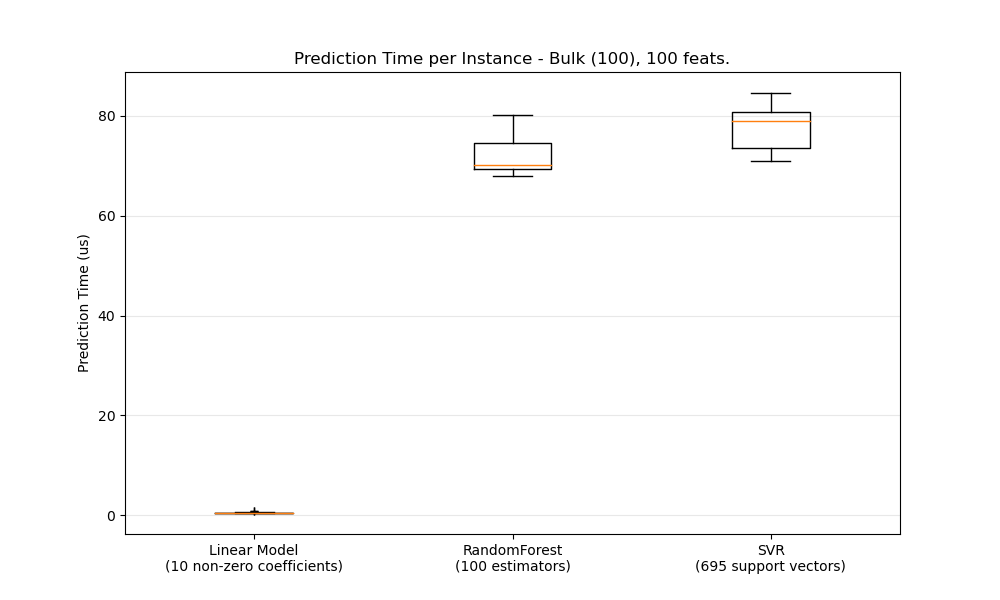 Prediction Time per Instance - Bulk (100), 100 feats.
Prediction Time (us)
80
60
40
20
0
Linear Model
(10 non-zero coefficients)
RandomForest
(100 estimators)
SVR
(695 support vectors)